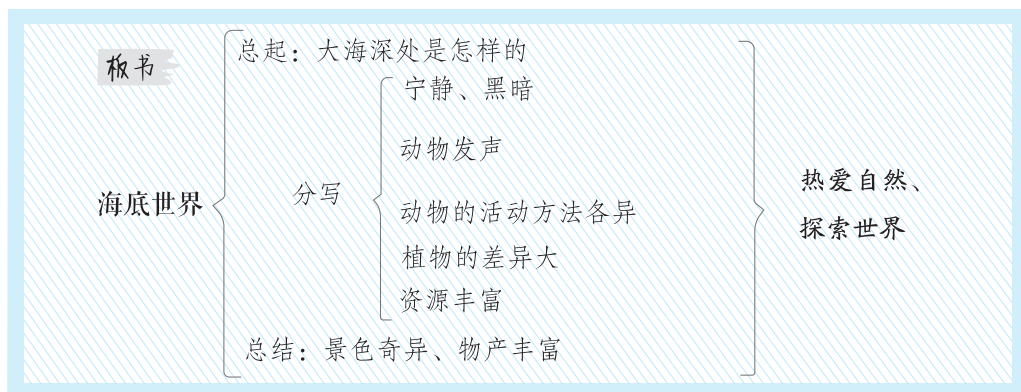 板书
海底世界
总起：大海深处是怎样的
分写
宁静、黑暗
动物发声
动物的活动方法各异
植物的差异大
资源丰富
总结：景色奇异、物产丰富
热爱自然、
探索世界